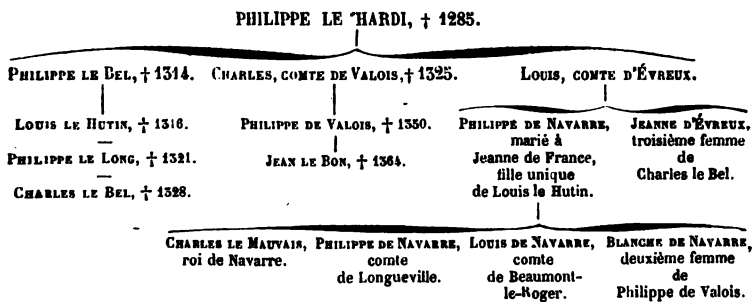 PHILIPPE LE HARDI, † 1285.
PHILIPPE LE BEL, † 1314. CHARLES, COMTE DE VALOIS, † 1325. LOUIS, COMTE D'ÉVREUX.
LOUIS LE HUTIN, † 1316.
PHILIPPE LE LONG, † 1321.
CHARLES LE BEL, † 1328.
PHILIPPE DE VALOIS, † 1350.
JEAN LE BON, † 1364.
PHILIPPE DE NAVARRE,
marié à
Jeanne de France,
fille unique
de Louis le Hutin.
JEANNE D'ÉVREUX,
troisième femme
de
Charles le Bel.
CHARLES LE MAUVAIS,
roi de Navarre.
PHILIPPE DE NAVARRE,
comte
de Longueville.
LOUIS DE NAVARRE,
comte
de Beaumont-
le-Roger.
BLANCHE DE NAVARRE,
deuxième femme
de
Philippe de Valois.